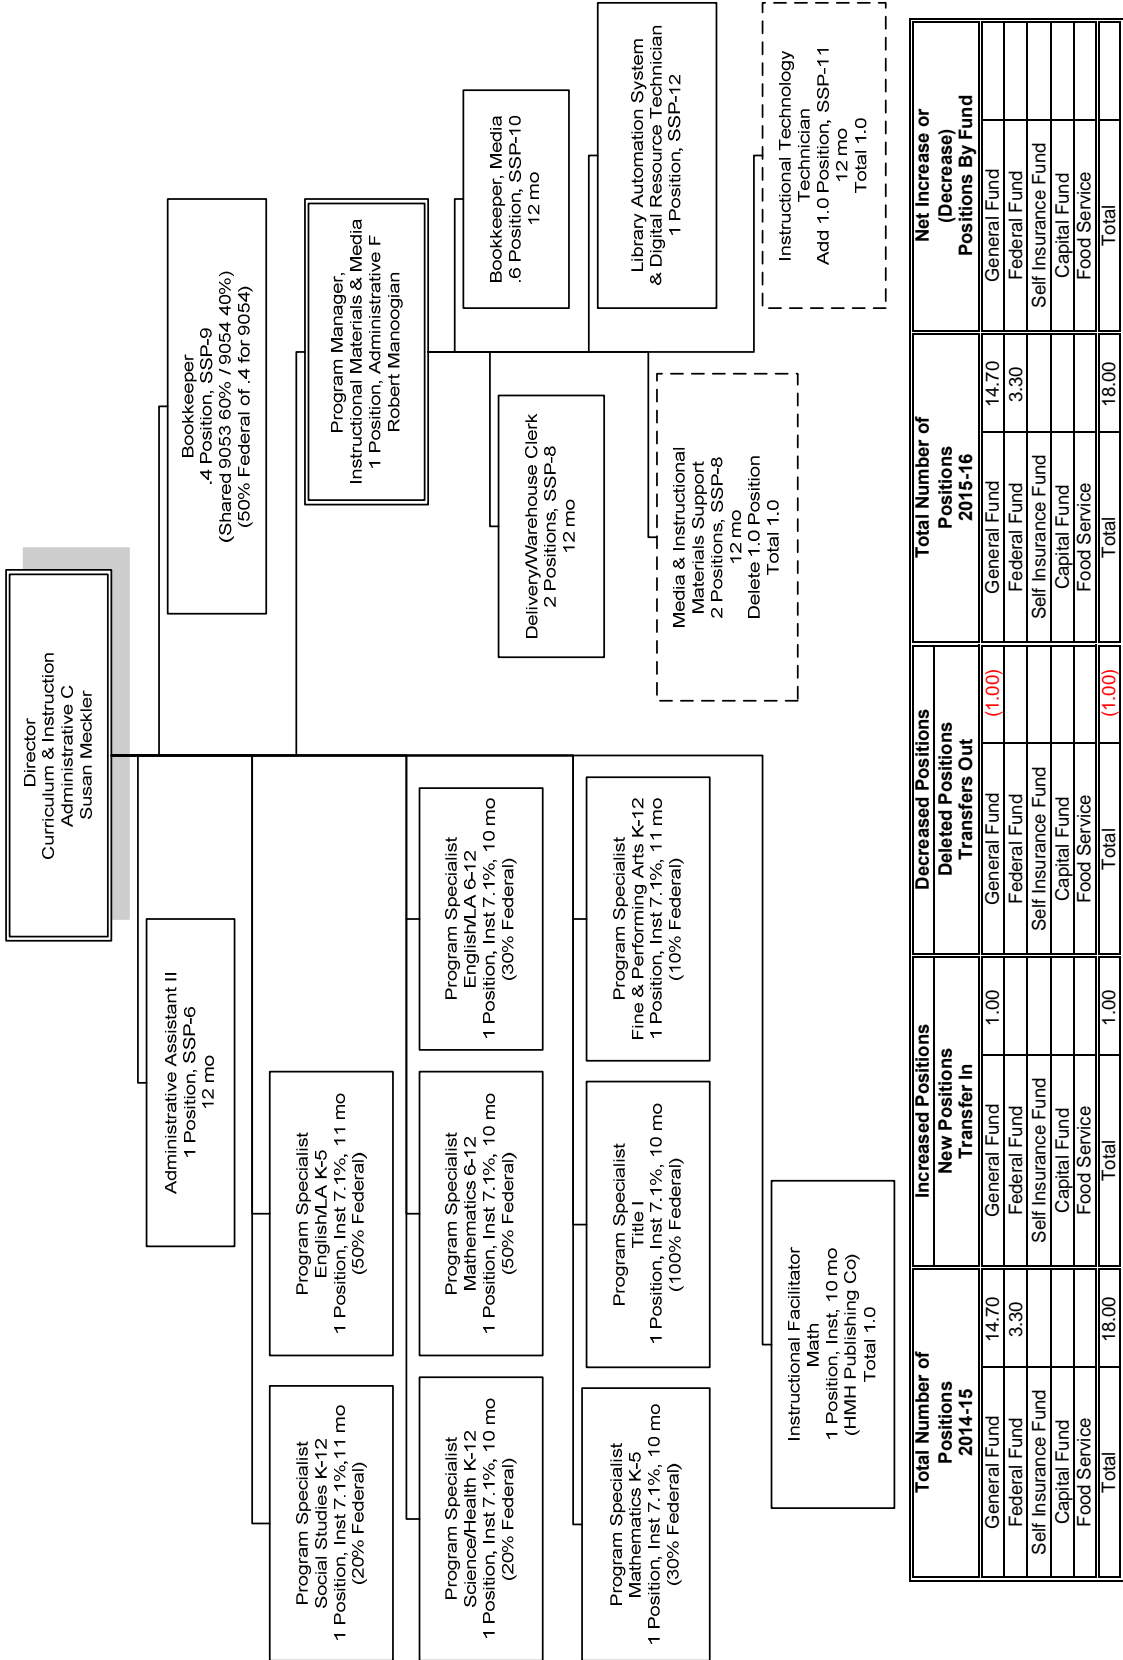 Director
Curriculum & Instruction
Administrative C
Susan Meckler
Administrative Assistant II
1 Position, SSP-6
12 mo
Bookkeeper
.4 Position, SSP-9
(Shared 9053 60% / 9054 40%)
(50% Federal of .4 for 9054)
Program Specialist
Social Studies K-12
1 Position, Inst 7.1%,11 mo
(20% Federal)
Program Specialist
English/LA K-5
1 Position, Inst 7.1%, 11 mo
(50% Federal)
Program Manager,
Instructional Materials & Media
1 Position, Administrative F
Robert Manoogian
Program Specialist
Science/Health K-12
1 Position, Inst 7.1%, 10 mo
(20% Federal)
Program Specialist
Mathematics 6-12
1 Position, Inst 7.1%, 10 mo
(50% Federal)
Program Specialist
English/LA 6-12
1 Position, Inst 7.1%, 10 mo
(30% Federal)
Delivery/Warehouse Clerk
2 Positions, SSP-8
12 mo
Bookkeeper, Media
.6 Position, SSP-10
12 mo
Program Specialist
Mathematics K-5
1 Position, Inst 7.1%, 10 mo
(30% Federal)
Program Specialist
Title I
1 Position, Inst 7.1%, 10 mo
(100% Federal)
Program Specialist
Fine & Performing Arts K-12
1 Position, Inst 7.1%, 11 mo
(10% Federal)
Media & Instructional
Materials Support
2 Positions, SSP-8
12 mo
Delete 1.0 Position
Total 1.0
Library Automation System
& Digital Resource Technician
1 Position, SSP-12
Instructional Facilitator
Math
1 Position, Inst, 10 mo
(HMH Publishing Co)
Total 1.0
Instructional Technology
Technician
Add 1.0 Position, SSP-11
12 mo
Total 1.0
Total Number of
Positions
2014-15
General Fund 14.70
Federal Fund 3.30
Self Insurance Fund
Capital Fund
Food Service
Total 18.00
Increased Positions
New Positions
Transfer In
General Fund 1.00
Federal Fund
Self Insurance Fund
Capital Fund
Food Service
Total 1.00
Decreased Positions
Deleted Positions
Transfers Out
General Fund (1.00)
Federal Fund
Self Insurance Fund
Capital Fund
Food Service
Total (1.00)
Total Number of
Positions
2015-16
General Fund 14.70
Federal Fund 3.30
Self Insurance Fund
Capital Fund
Food Service
Total 18.00
Net Increase or
(Decrease)
Positions By Fund
General Fund
Federal Fund
Self Insurance Fund
Capital Fund
Food Service
Total